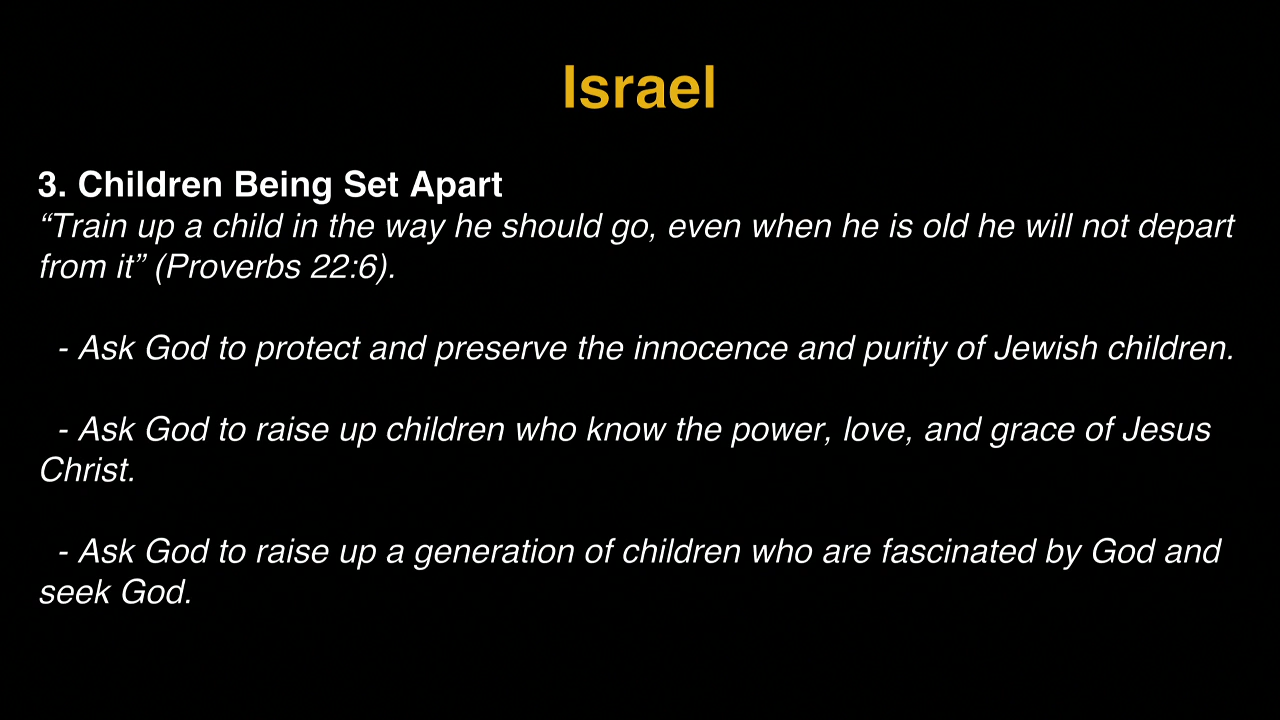 Israel
3. Children Being Set Apart
“Train up a child in the way he should go, even when he is old he will not depart
from it” (Proverbs 22:6).
- Ask God to protect and preserve the innocence and purity of Jewish children.
- Ask God to raise up children who know the power, love, and grace of Jesus
Christ.
- Ask God to raise up a generation of children who are fascinated by God and
seek God.